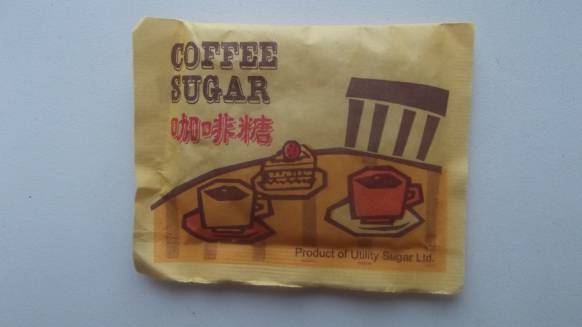 COFFEE
SUGAR
咖啡糖
Product of Utility Sugar Ltd.